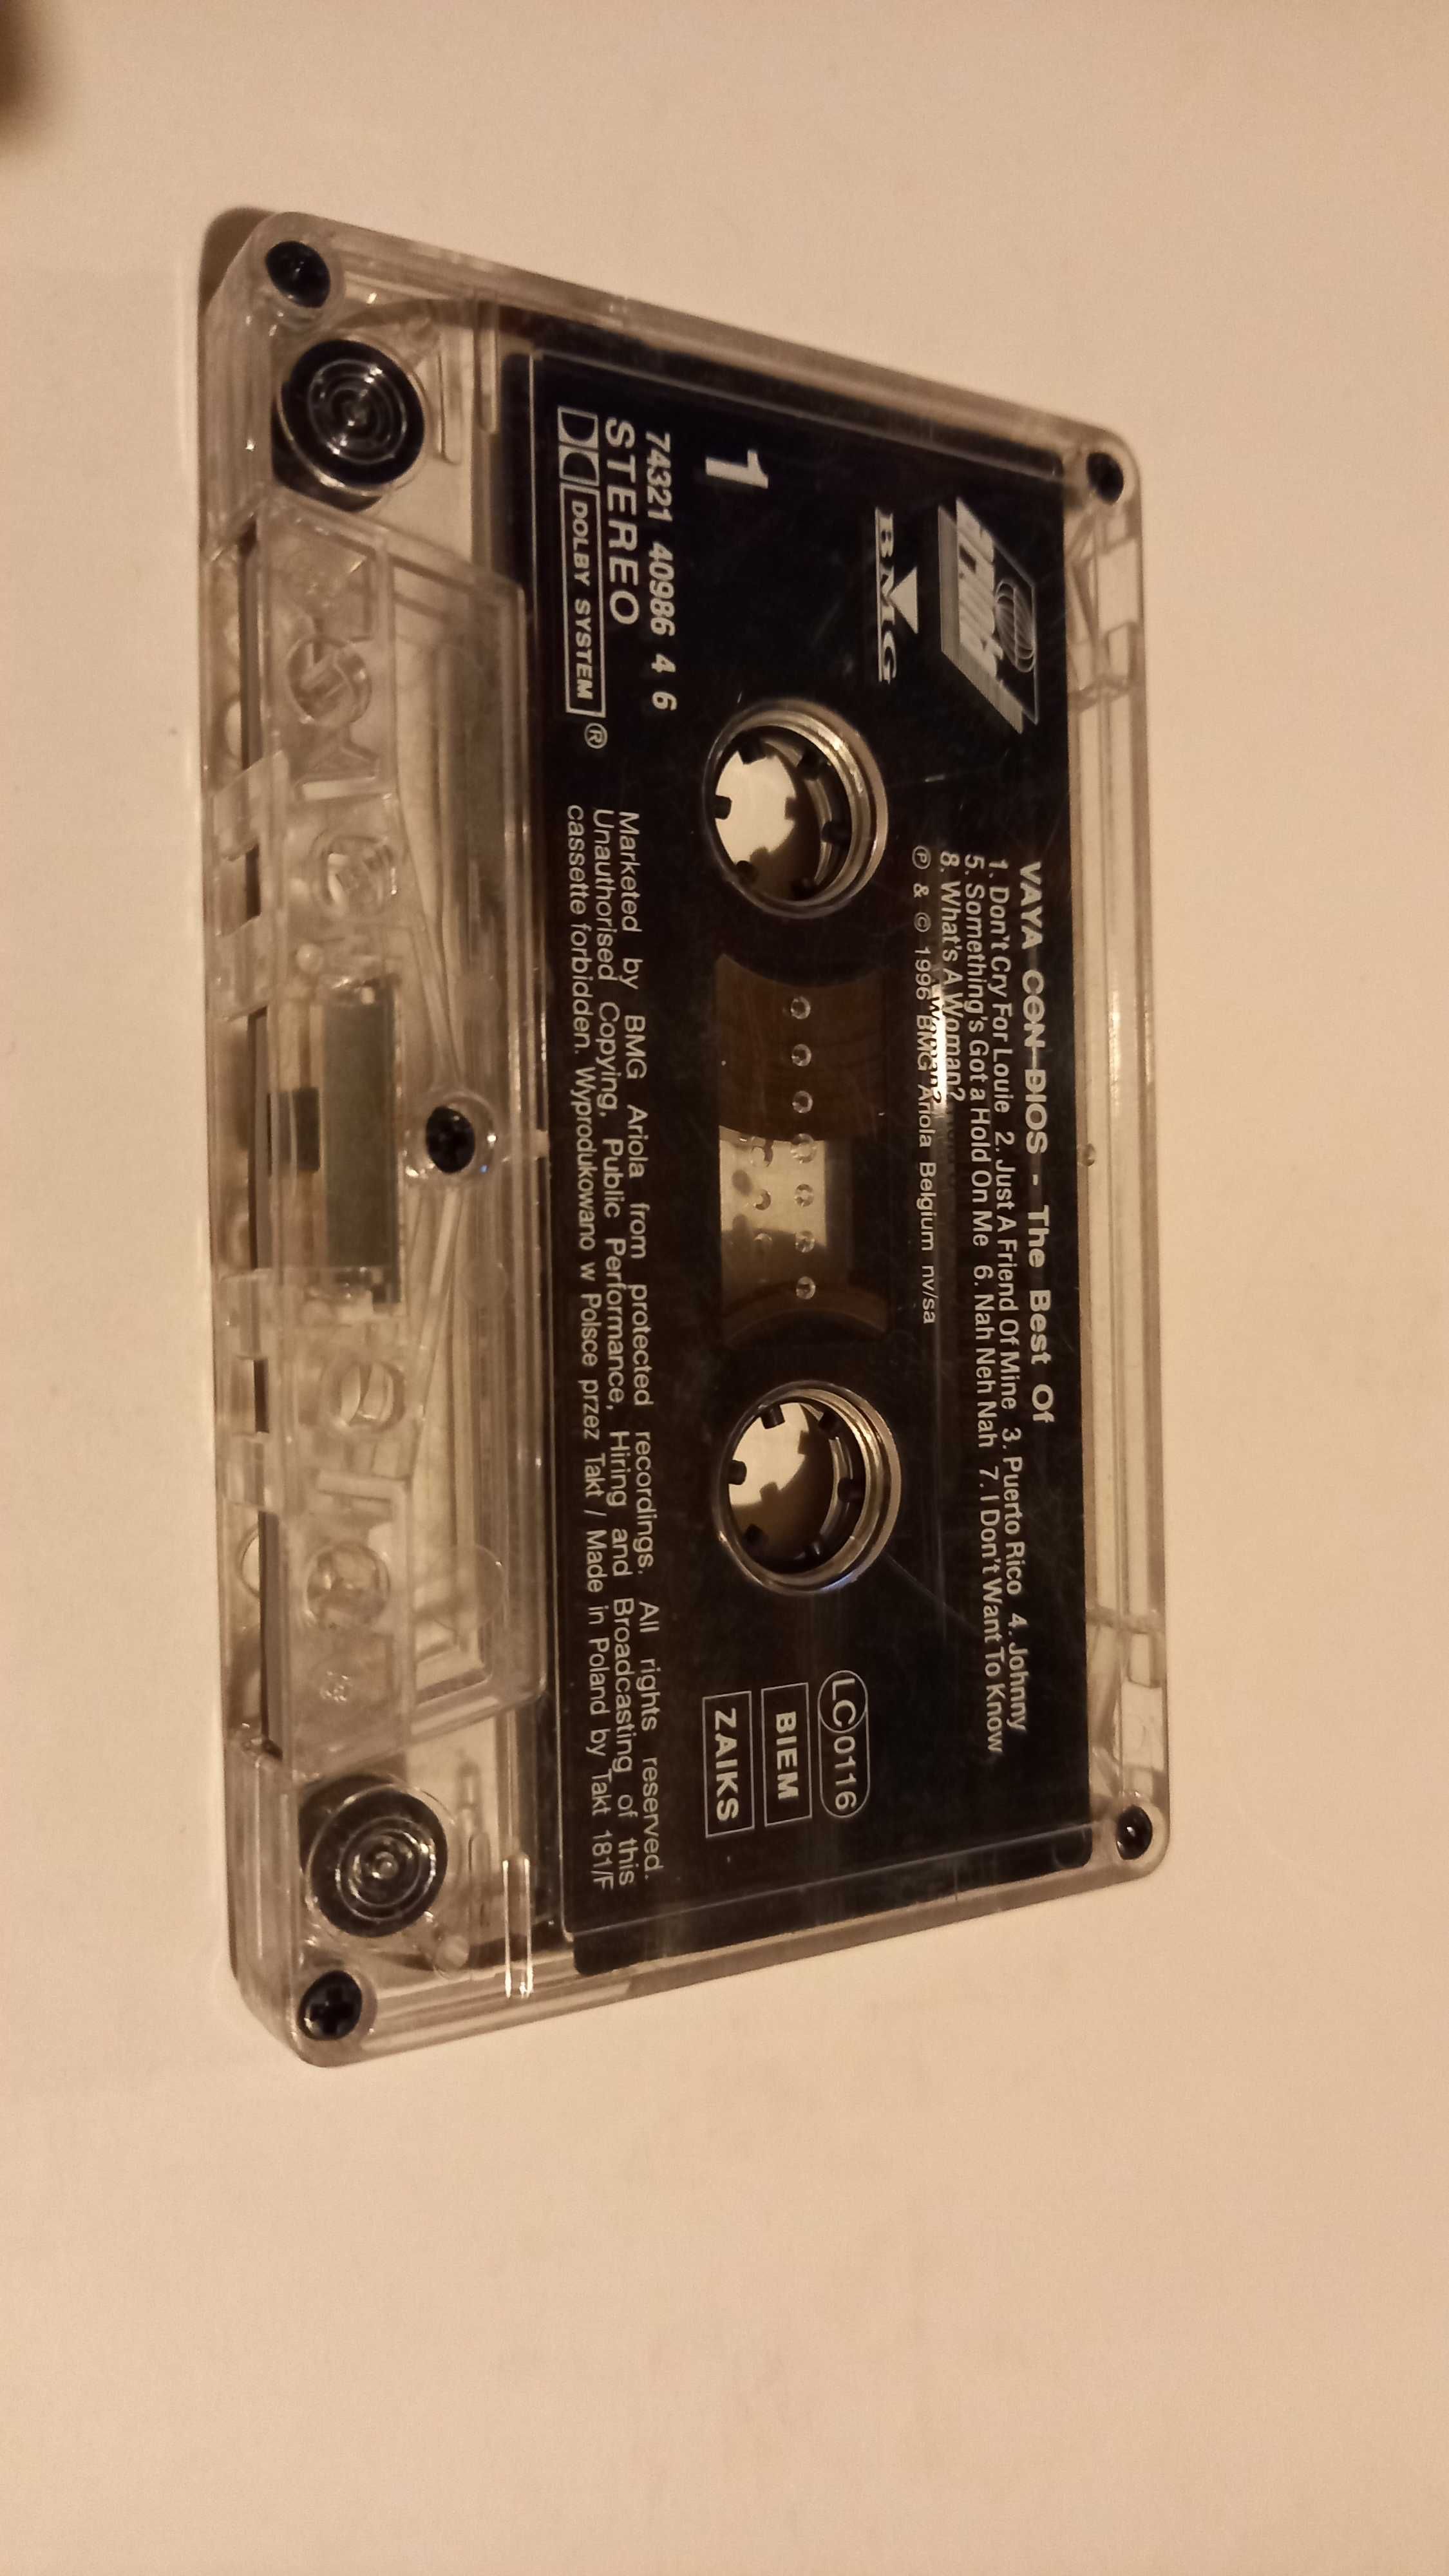 VAYA CON DIOS - The Best Of
1. Don't Cry For Louie 2. Just A Friend Of Mine 3. Puerto Rico 4. Johnny
5. Something's Got a Hold On Me 6. Nah Neh Nah 7. I Don't Want To Know
8. What's A Woman?
℗ & © 1996 BMG Ariola Belgium nv/sa
BMG
1
LC 0116
BIEM
ZAIKS
74321 40986 4 6
STEREO
DOLBY SYSTEM ®
Marketed by BMG Ariola from protected recordings. All rights reserved.
Unauthorised Copying, Public Performance, Hiring and Broadcasting of this
cassette forbidden. Wyprodukowano w Polsce przez Takt / Made in Poland by Takt 181/F